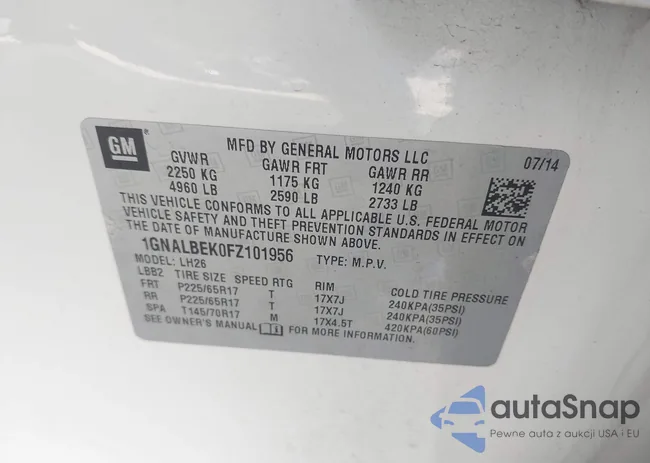 GM ®
MFD BY GENERAL MOTORS LLC 07/14
GVWR GAWR FRT GAWR RR
2250 KG 1175 KG 1240 KG
4960 LB 2590 LB 2733 LB
THIS VEHICLE CONFORMS TO ALL APPLICABLE U.S. FEDERAL MOTOR
VEHICLE SAFETY AND THEFT PREVENTION STANDARDS IN EFFECT ON
THE DATE OF MANUFACTURE SHOWN ABOVE.
1GNALBEK0FZ101956 TYPE: M.P.V.
MODEL: LH26
LBB2 TIRE SIZE SPEED RTG RIM COLD TIRE PRESSURE
FRT P225/65R17 T 17X7J 240KPA(35PSI)
RR P225/65R17 T 17X7J 240KPA(35PSI)
SPA T145/70R17 M 17X4.5T 420KPA(60PSI)
SEE OWNER'S MANUAL FOR MORE INFORMATION.
autaSnap
Pewne auta z aukcji USA i EU